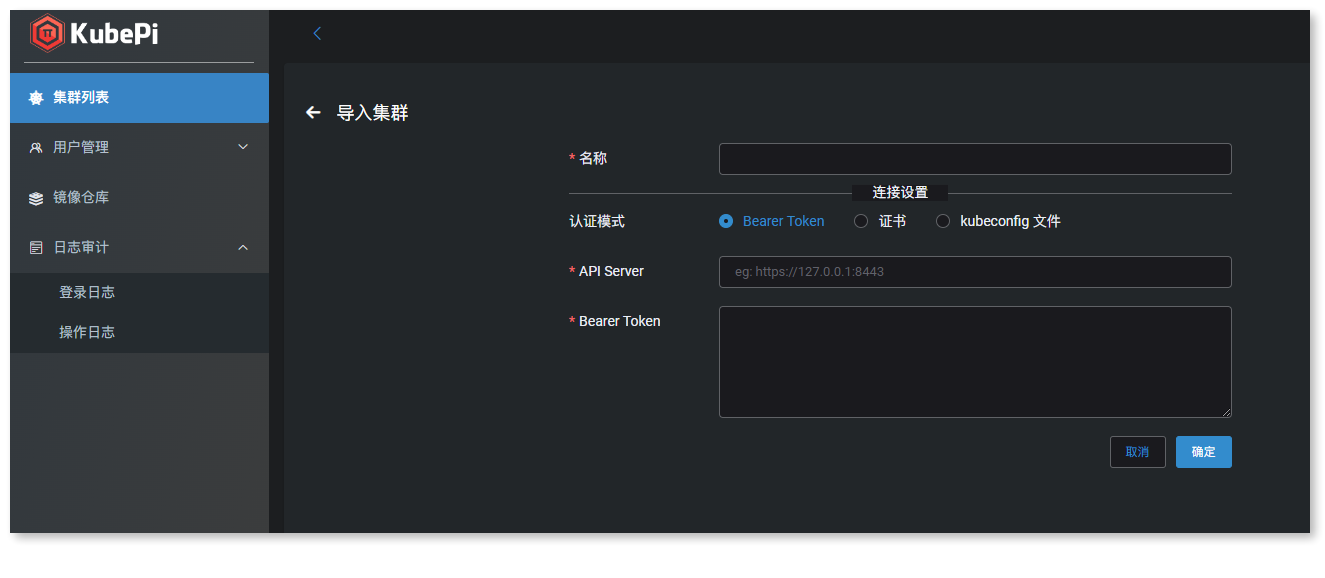 KubePi
集群列表
用户管理
镜像仓库
日志审计
登录日志
操作日志
导入集群
* 名称
连接设置
认证模式 Bearer Token 证书 kubeconfig 文件
* API Server eg: https://127.0.0.1:8443
* Bearer Token
取消 确定